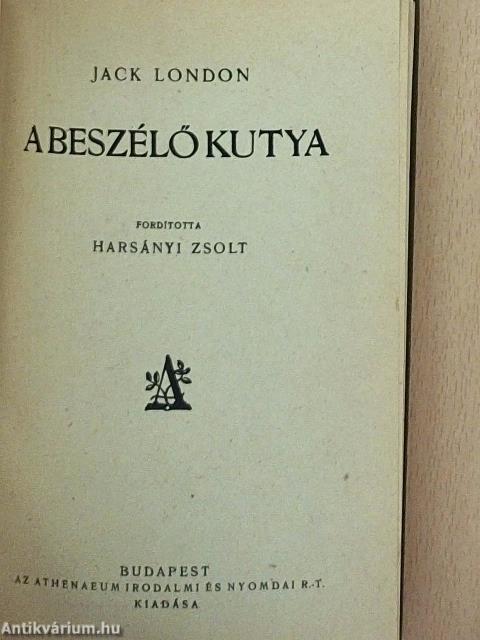 JACK LONDON
A BESZÉLŐ KUTYA
FORDÍTOTTA
HARSÁNYI ZSOLT
A
BUDAPEST
AZ ATHENAEUM IRODALMI ÉS NYOMDAI R.-T.
KIADÁSA
Antikvárium.hu